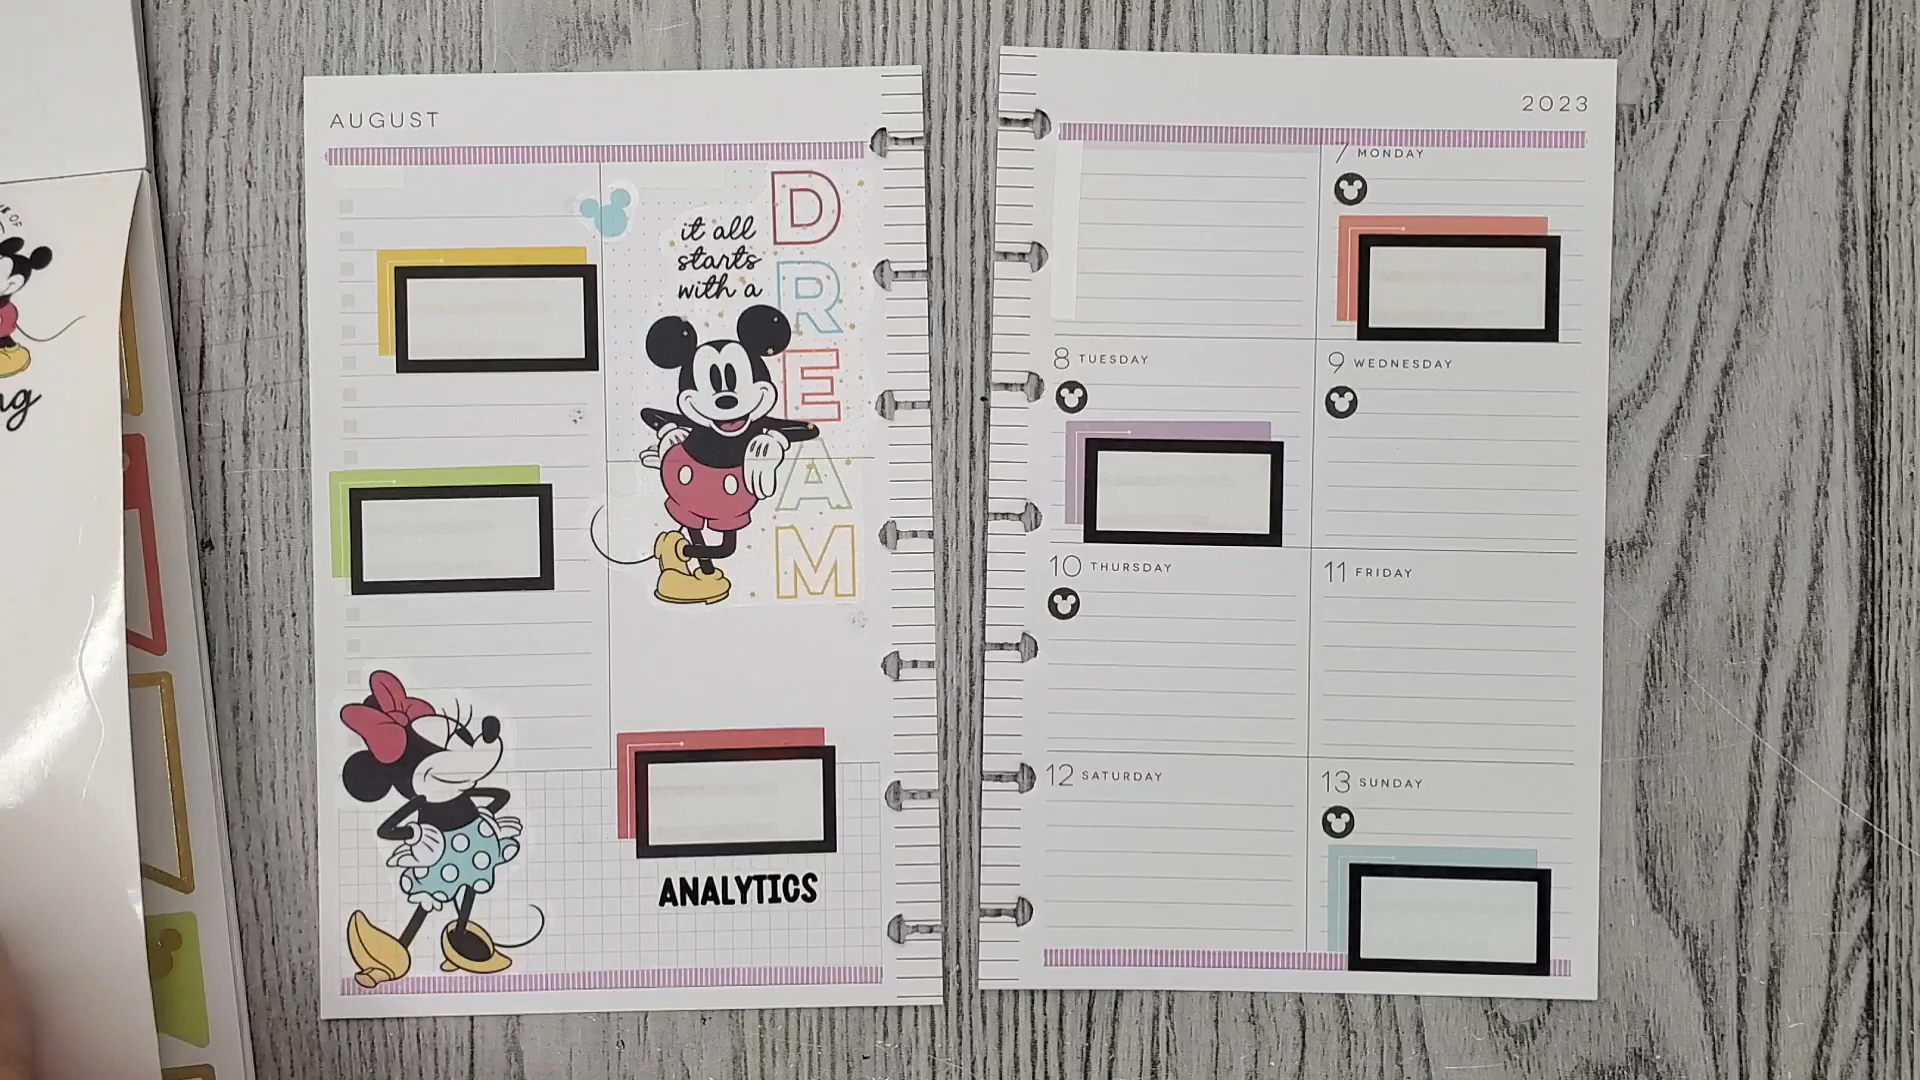 AUGUST
it all
starts
with a
DREAM
ANALYTICS
2023
7 MONDAY
8 TUESDAY
9 WEDNESDAY
10 THURSDAY
11 FRIDAY
12 SATURDAY
13 SUNDAY
OF